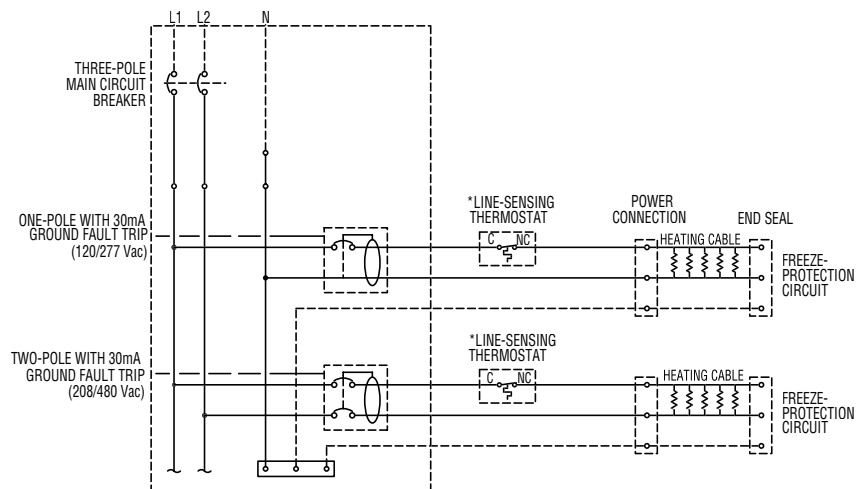 L1 L2 N
THREE-POLE
MAIN CIRCUIT
BREAKER
ONE-POLE WITH 30mA
GROUND FAULT TRIP
(120/277 Vac)
*LINE-SENSING
THERMOSTAT
C NC
POWER
CONNECTION
END SEAL
HEATING CABLE
FREEZE-
PROTECTION
CIRCUIT
TWO-POLE WITH 30mA
GROUND FAULT TRIP
(208/480 Vac)
*LINE-SENSING
THERMOSTAT
C NC
HEATING CABLE
FREEZE-
PROTECTION
CIRCUIT